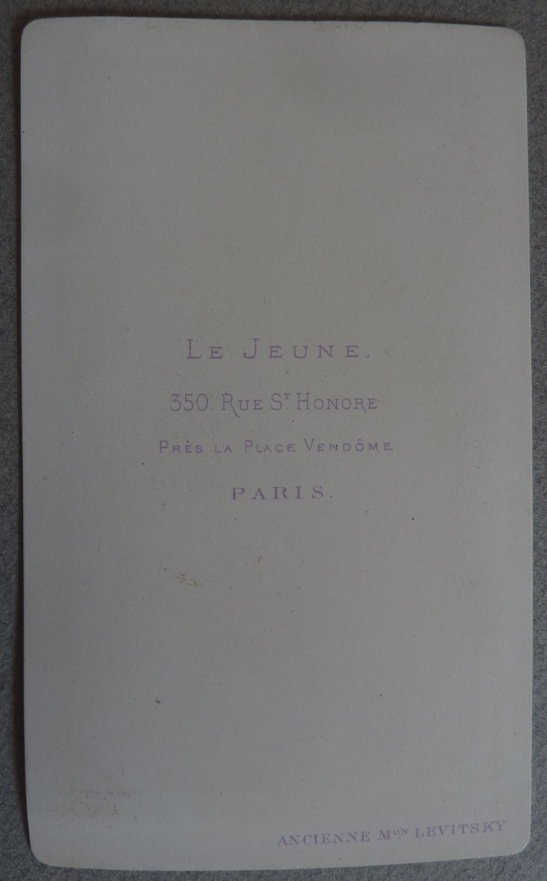 LE JEUNE,
350. RUE ST HONORÉ
PRÈS LA PLACE VENDÔME
PARIS.
ANCIENNE MON LEVITSKY